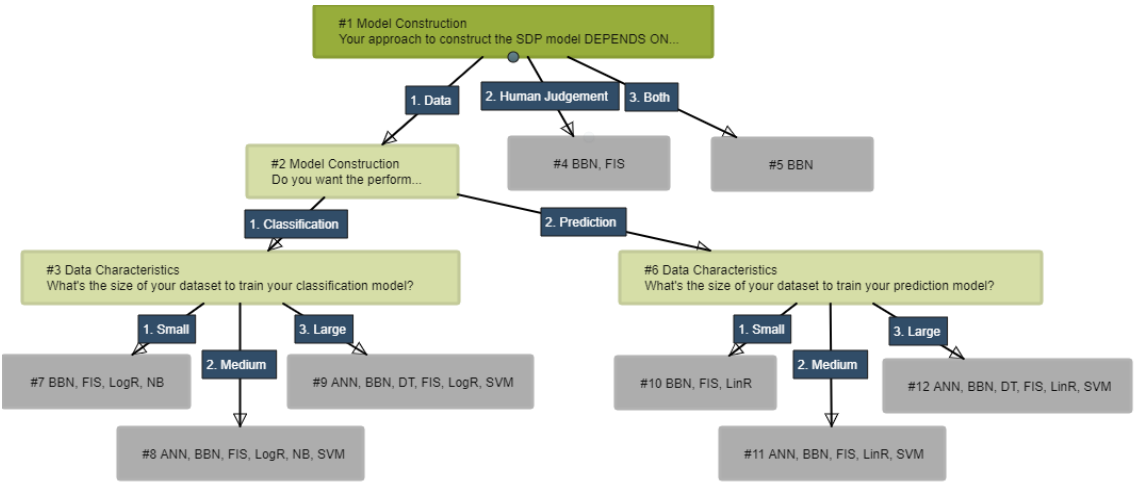 #1 Model Construction
Your approach to construct the SDP model DEPENDS ON...
1. Data
2. Human Judgement
3. Both
#2 Model Construction
Do you want the perform...
#4 BBN, FIS
#5 BBN
1. Classification
2. Prediction
#3 Data Characteristics
What's the size of your dataset to train your classification model?
#6 Data Characteristics
What's the size of your dataset to train your prediction model?
1. Small
2. Medium
3. Large
1. Small
2. Medium
3. Large
#7 BBN, FIS, LogR, NB
#9 ANN, BBN, DT, FIS, LogR, SVM
#10 BBN, FIS, LinR
#12 ANN, BBN, DT, FIS, LinR, SVM
#8 ANN, BBN, FIS, LogR, NB, SVM
#11 ANN, BBN, FIS, LinR, SVM